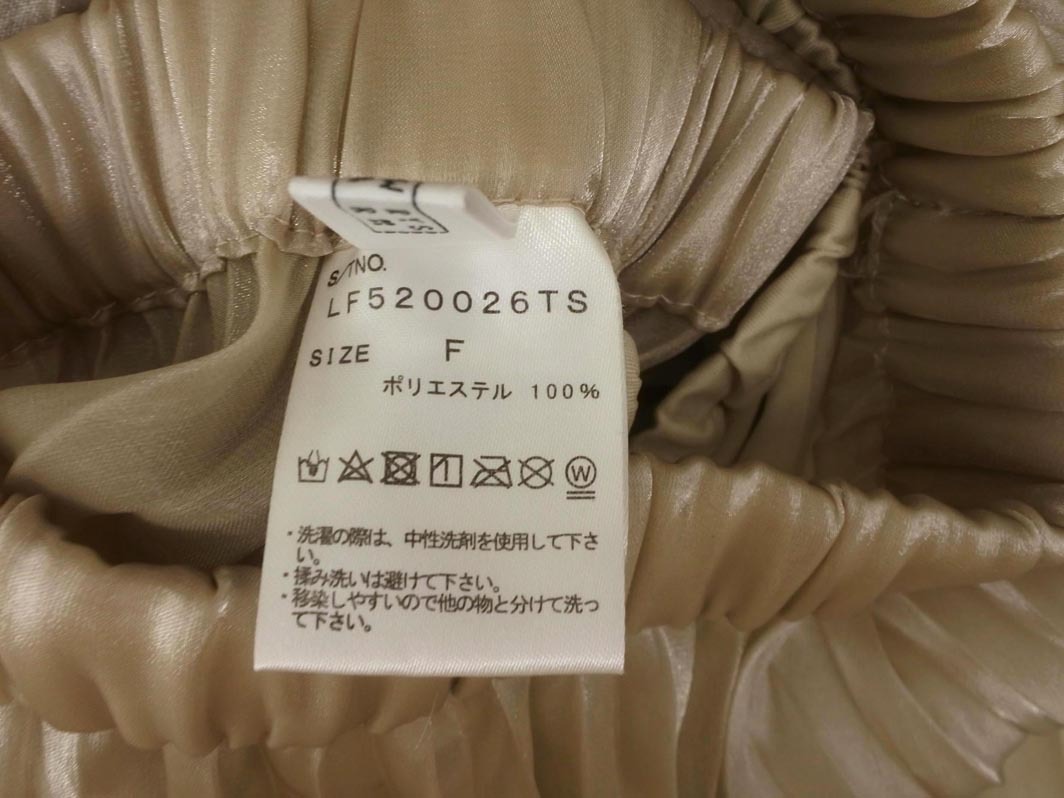 S/TNO.
LF520026TS
SIZE F
ポリエステル 100%
W
・洗濯の際は、中性洗剤を使用して下さ
い。
・揉み洗いは避けて下さい。
・移染しやすいので他の物と分けて洗っ
て下さい。